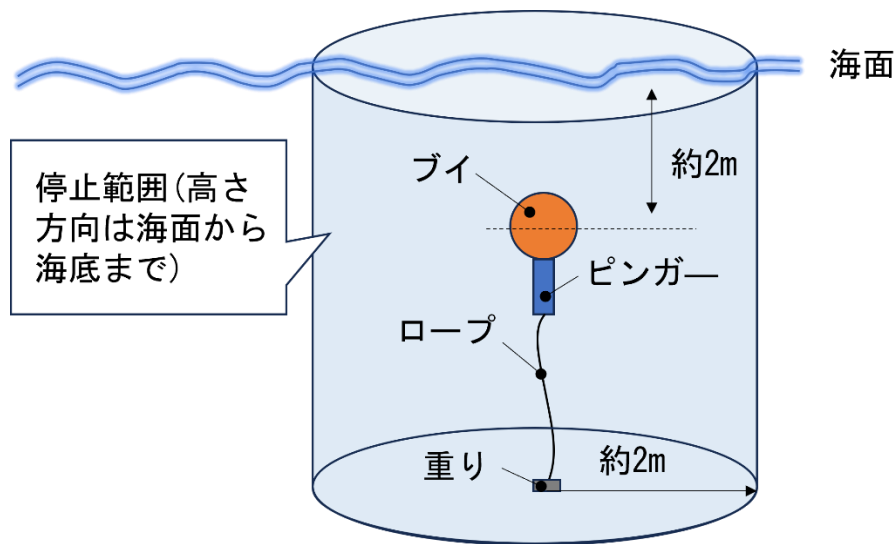 海面
約2m
ブイ
停止範囲(高さ
方向は海面から
海底まで)
ピンガ―
ロープ
重り
約2m